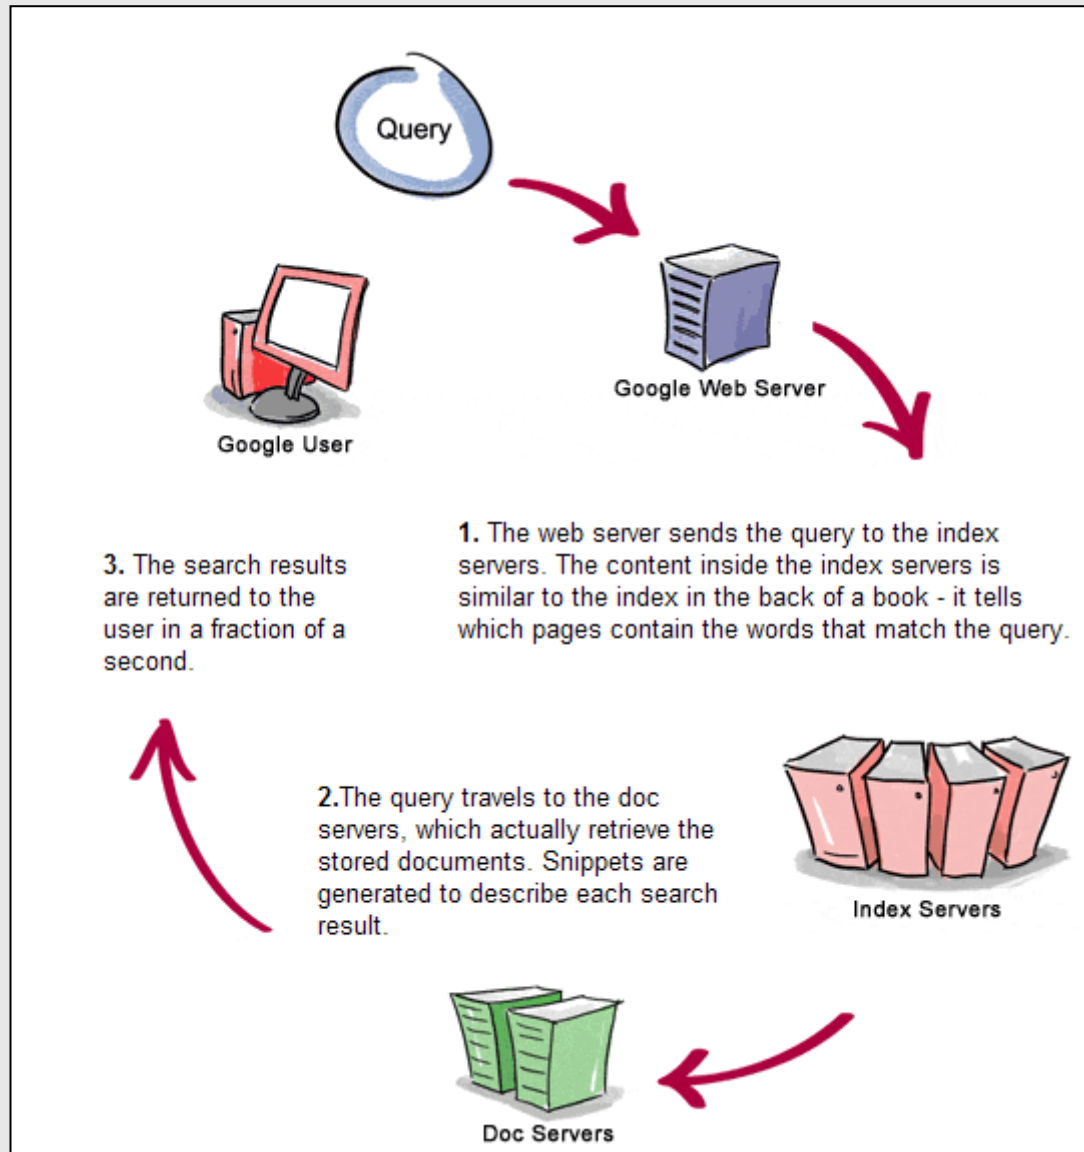 Query
Google Web Server
Google User
1. The web server sends the query to the index
servers. The content inside the index servers is
similar to the index in the back of a book - it tells
which pages contain the words that match the query.
3. The search results
are returned to the
user in a fraction of a
second.
2.The query travels to the doc
servers, which actually retrieve the
stored documents. Snippets are
generated to describe each search
result.
Index Servers
Doc Servers